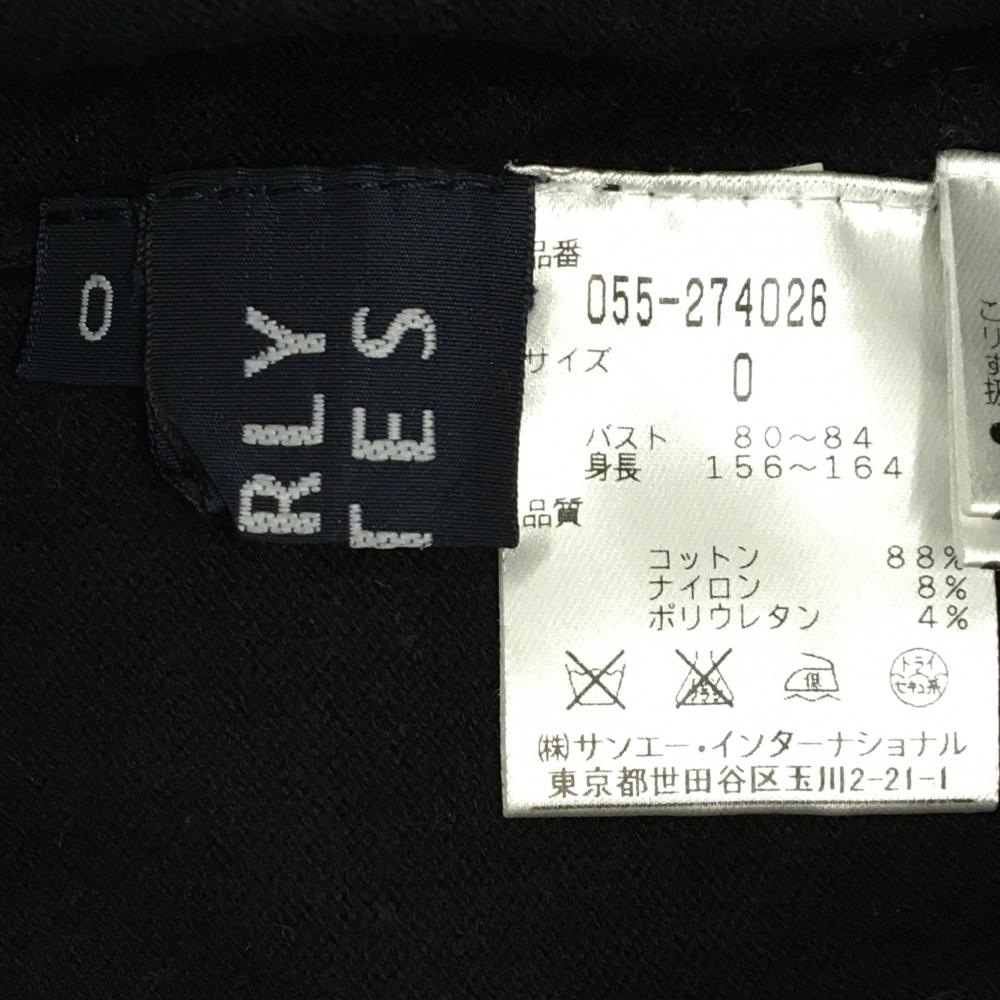 0
RLY
TES
品番
055-274026
サイズ
0
バスト 80～84
身長 156～164
品質
コットン 88%
ナイロン 8%
ポリウレタン 4%
低
ドライ
セキユ系
(株)サンエー・インターナショナル
東京都世田谷区玉川2-21-1